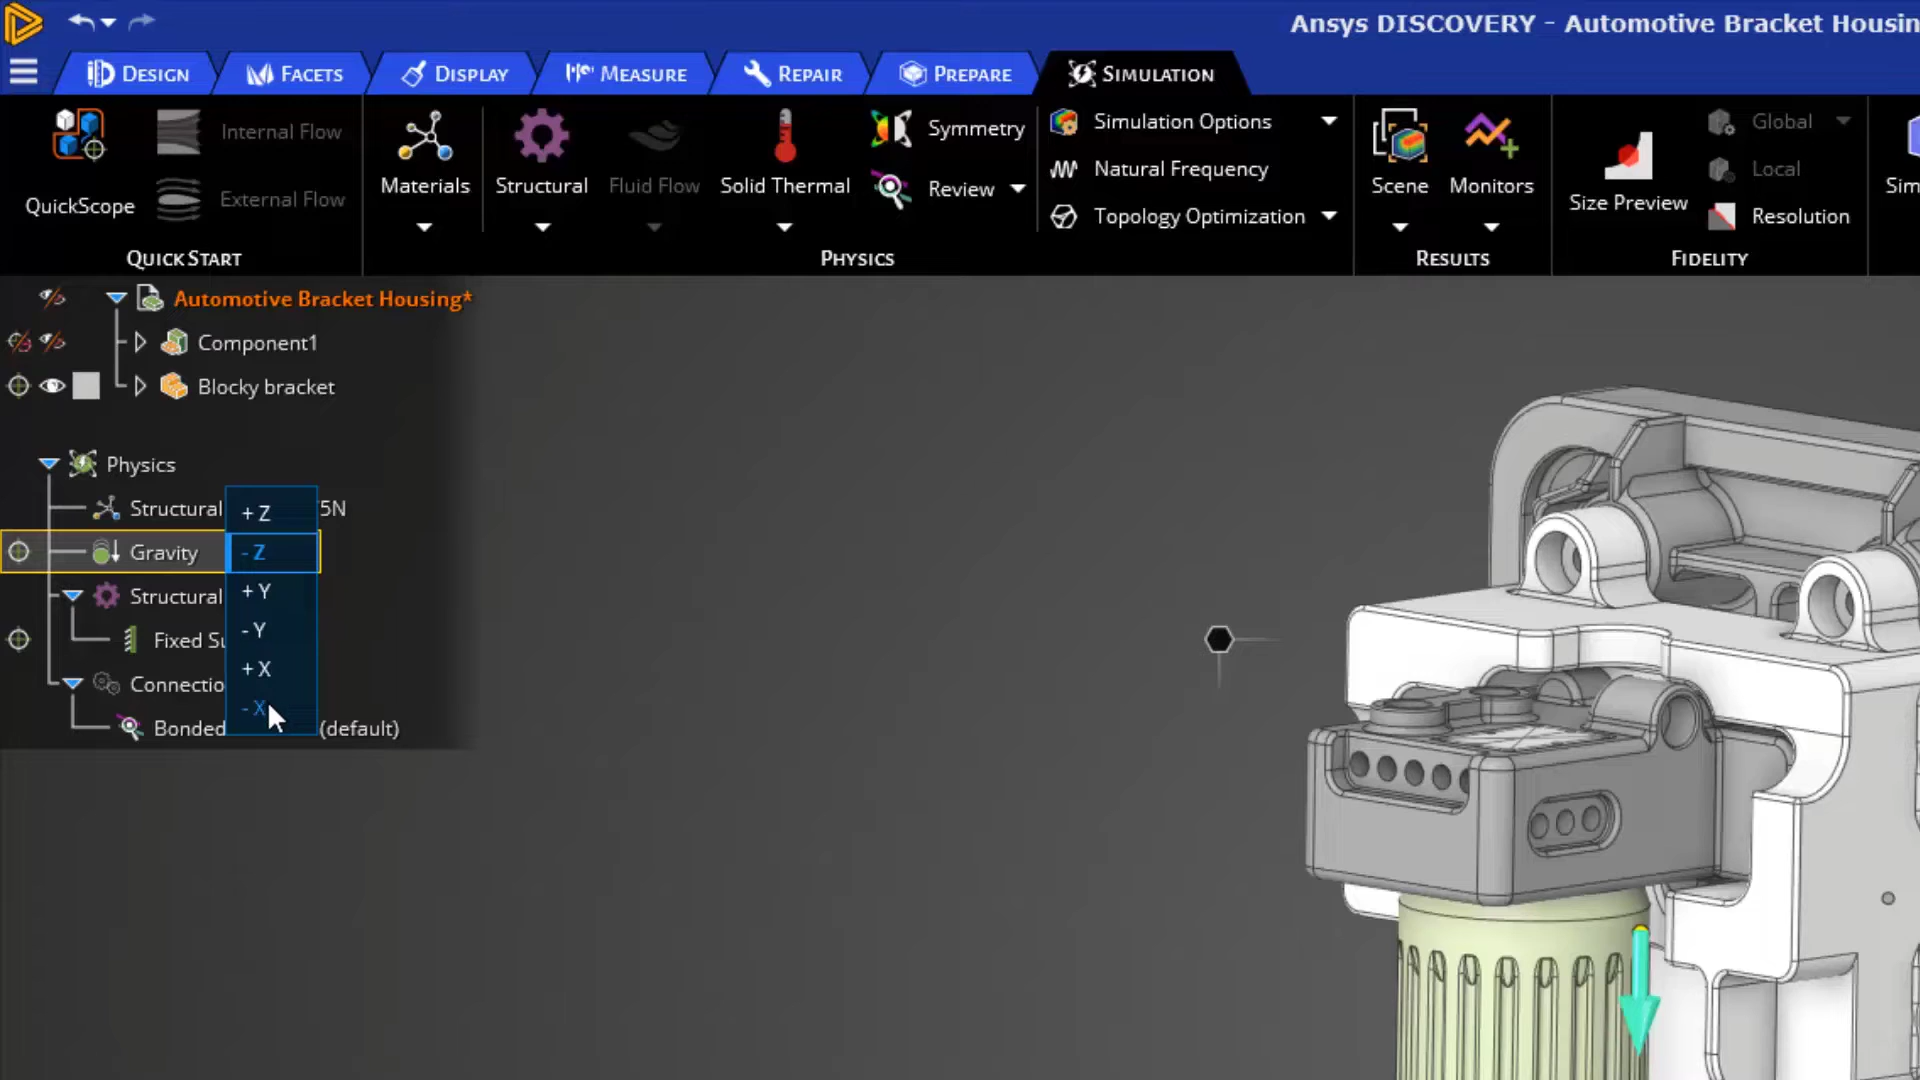 Ansys DISCOVERY - Automotive Bracket Housin
DESIGN
FACETS
DISPLAY
MEASURE
REPAIR
PREPARE
SIMULATION
QuickScope
Internal Flow
External Flow
QUICK START
Materials
Structural
Fluid Flow
Solid Thermal
Symmetry
Review
Simulation Options
Natural Frequency
Topology Optimization
PHYSICS
Scene
Monitors
RESULTS
Size Preview
Global
Local
Resolution
FIDELITY
Sim
Automotive Bracket Housing*
Component1
Blocky bracket
Physics
Structural 5N
Gravity
Structural
Fixed Su
Connectio
Bonded (default)
+ Z
- Z
+ Y
- Y
+ X
- X